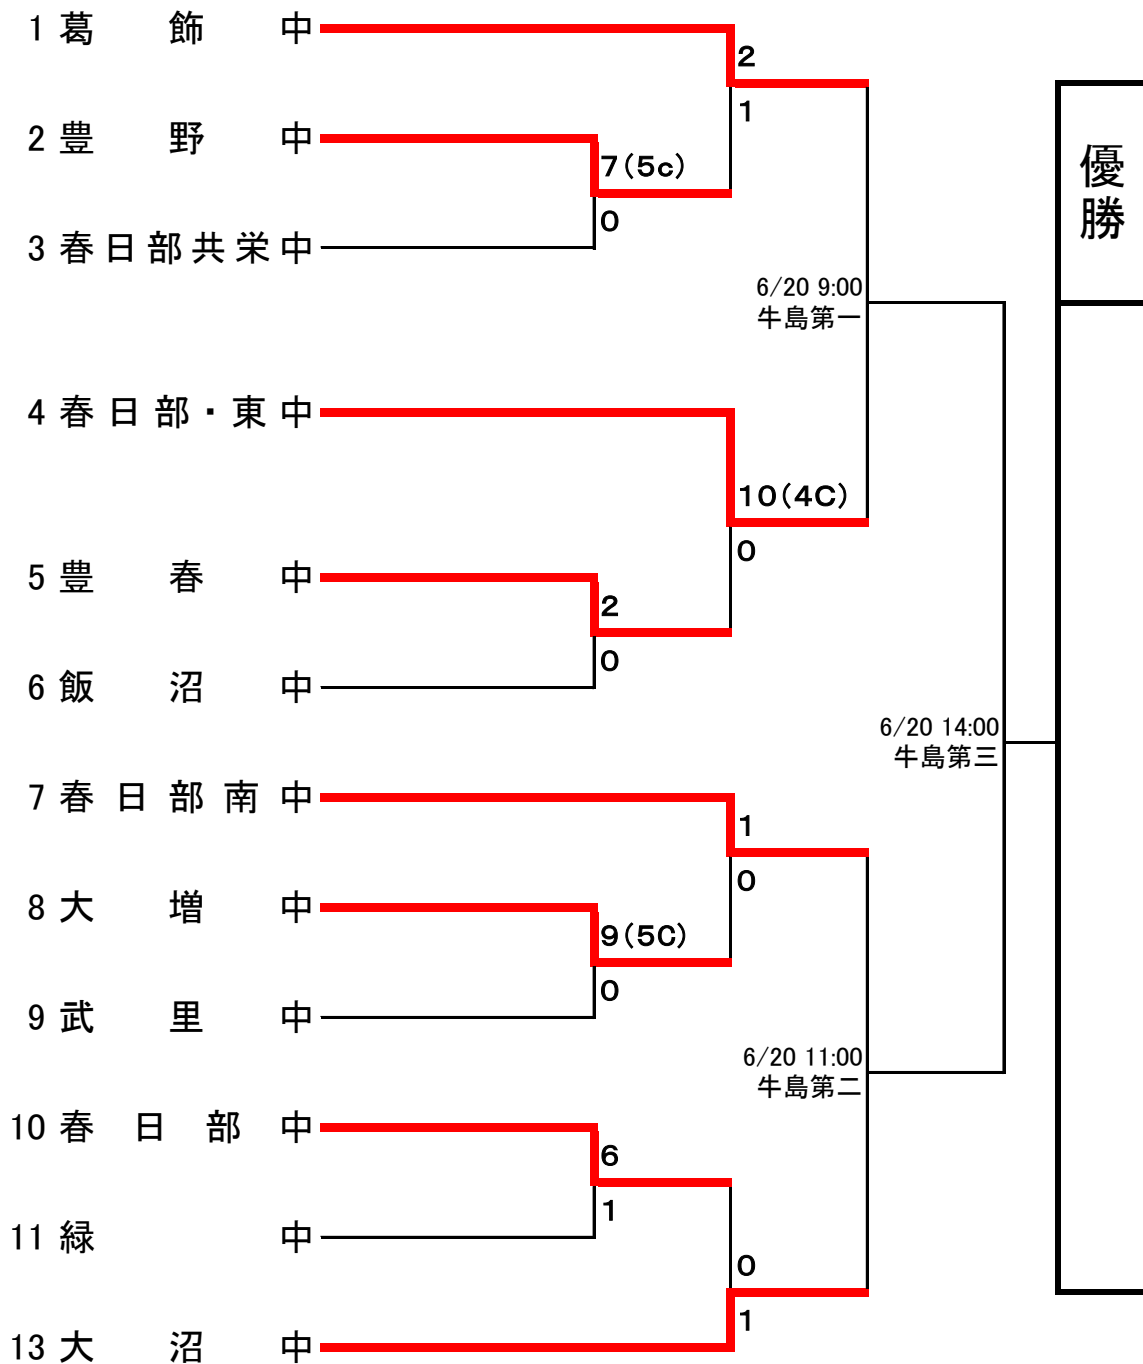 1 葛飾中
2
1
2 豊野中
7(5c)
0
3 春日部共栄中
優勝
6/20 9:00
牛島第一
4 春日部・東中
10(4C)
0
5 豊春中
2
0
6 飯沼中
6/20 14:00
牛島第三
7 春日部南中
1
0
8 大増中
9(5C)
0
9 武里中
6/20 11:00
牛島第二
10 春日部中
6
1
11 緑中
0
1
13 大沼中